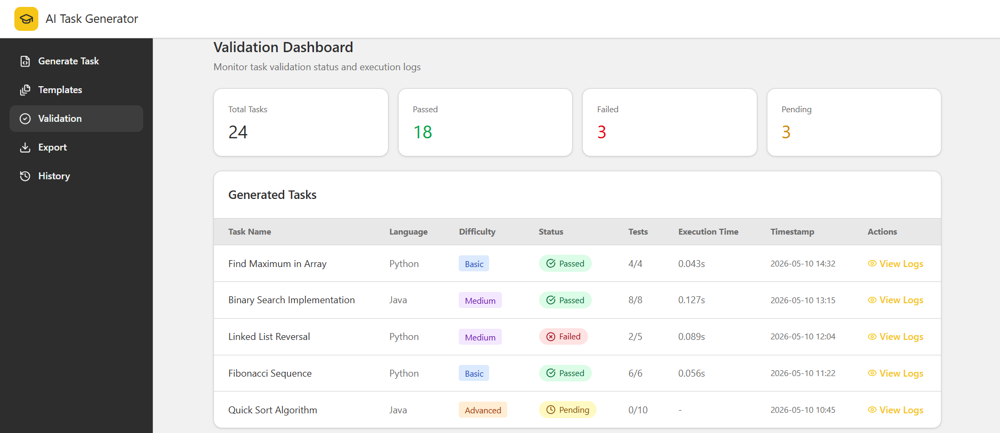 AI Task Generator
Generate Task
Templates
Validation
Export
History
Validation Dashboard
Monitor task validation status and execution logs
Total Tasks
24
Passed
18
Failed
3
Pending
3
Generated Tasks
Task Name Language Difficulty Status Tests Execution Time Timestamp Actions
Find Maximum in Array Python Basic Passed 4/4 0.043s 2026-05-10 14:32 View Logs
Binary Search Implementation Java Medium Passed 8/8 0.127s 2026-05-10 13:15 View Logs
Linked List Reversal Python Medium Failed 2/5 0.089s 2026-05-10 12:04 View Logs
Fibonacci Sequence Python Basic Passed 6/6 0.056s 2026-05-10 11:22 View Logs
Quick Sort Algorithm Java Advanced Pending 0/10 - 2026-05-10 10:45 View Logs